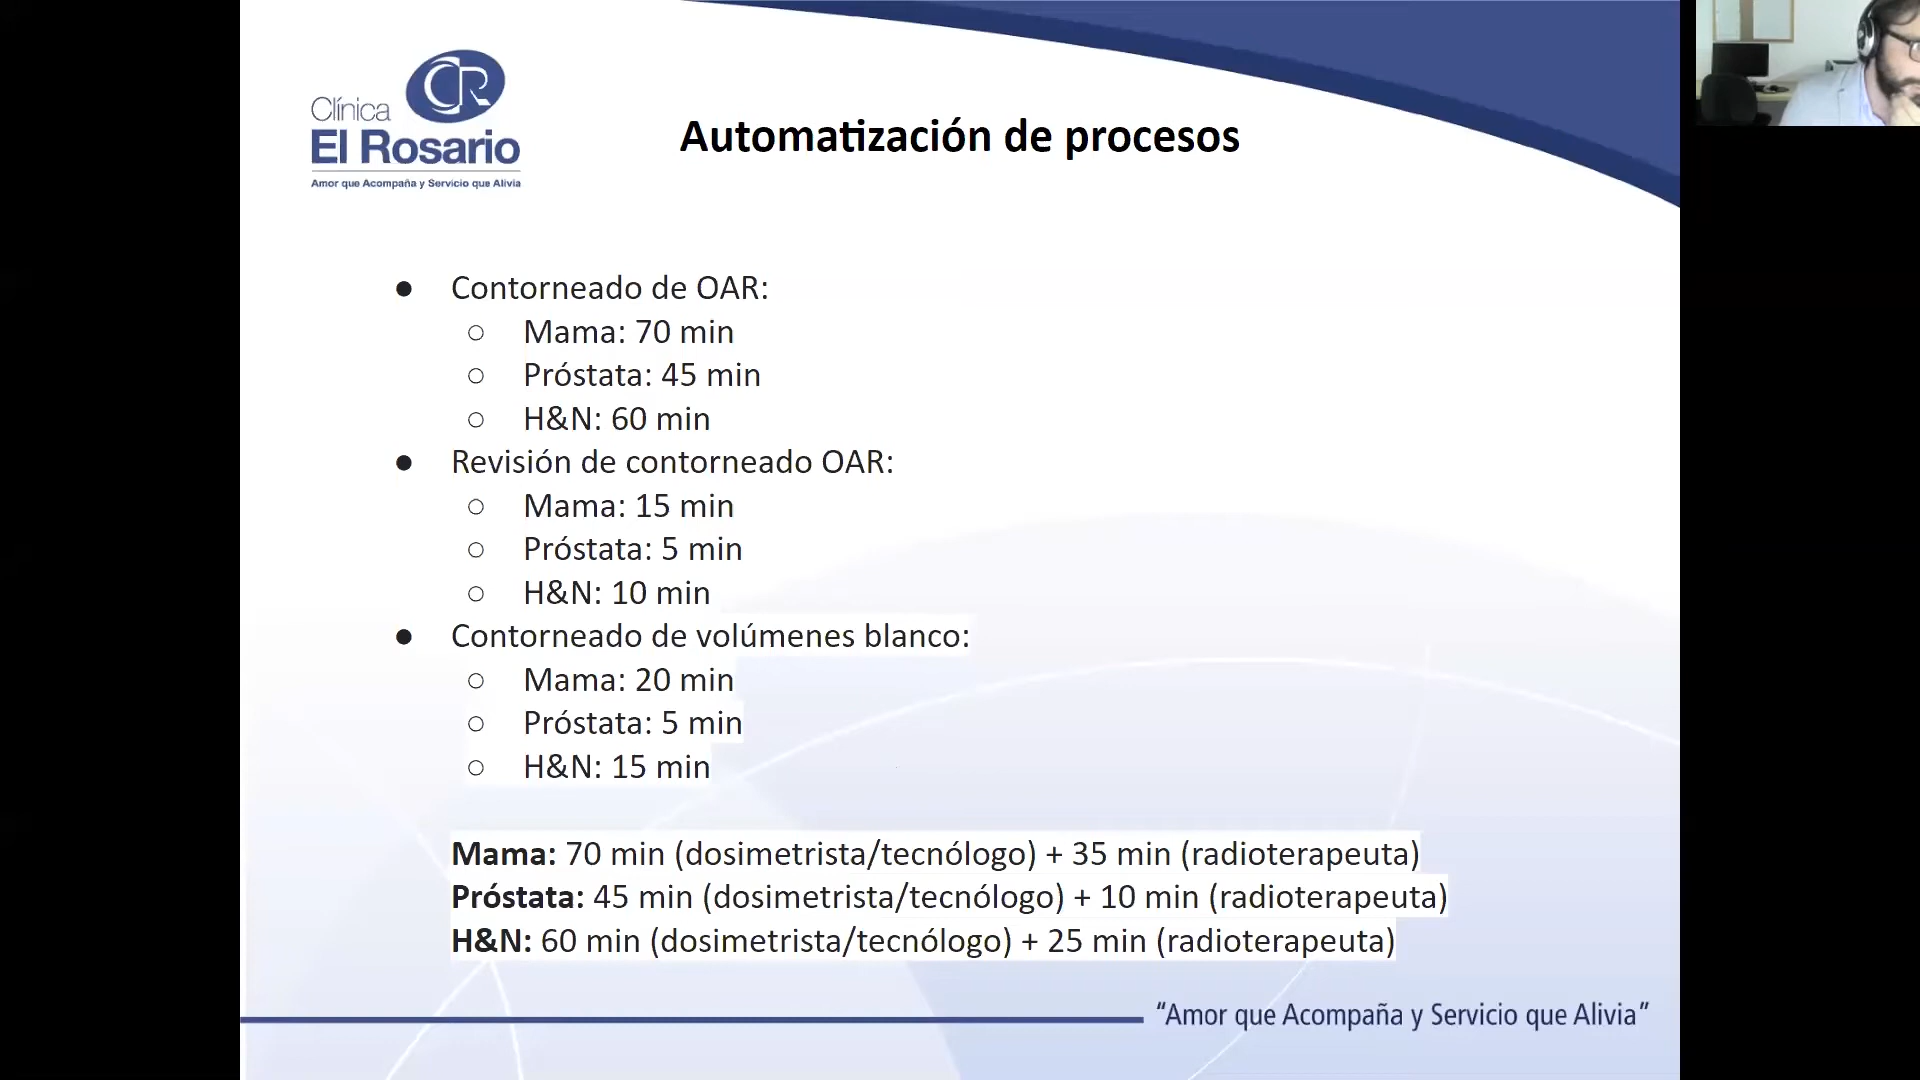 Clínica
CR
El Rosario
Amor que Acompaña y Servicio que Alivia
Automatización de procesos
● Contorneado de OAR:
○ Mama: 70 min
○ Próstata: 45 min
○ H&N: 60 min
● Revisión de contorneado OAR:
○ Mama: 15 min
○ Próstata: 5 min
○ H&N: 10 min
● Contorneado de volúmenes blanco:
○ Mama: 20 min
○ Próstata: 5 min
○ H&N: 15 min
Mama: 70 min (dosimetrista/tecnólogo) + 35 min (radioterapeuta)
Próstata: 45 min (dosimetrista/tecnólogo) + 10 min (radioterapeuta)
H&N: 60 min (dosimetrista/tecnólogo) + 25 min (radioterapeuta)
“Amor que Acompaña y Servicio que Alivia”